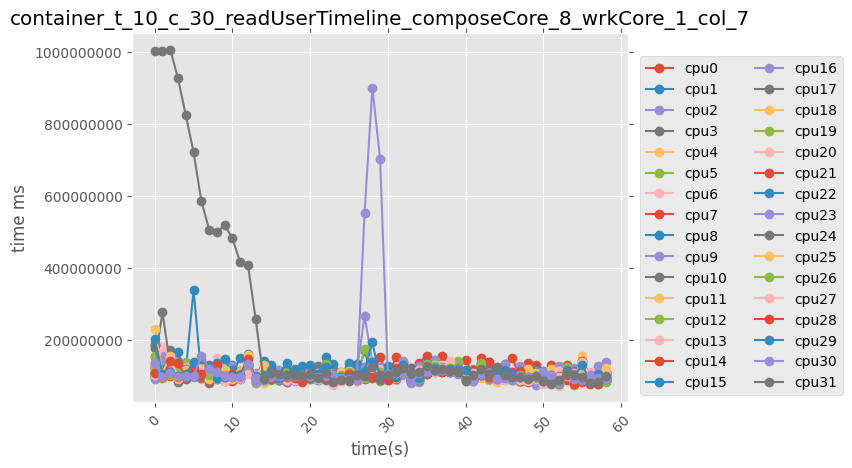 container_t_10_c_30_readUserTimeline_composeCore_8_wrkCore_1_col_7
1000000000
800000000
600000000
400000000
200000000
time ms
0
10
20
30
40
50
60
time(s)
cpu0
cpu1
cpu2
cpu3
cpu4
cpu5
cpu6
cpu7
cpu8
cpu9
cpu10
cpu11
cpu12
cpu13
cpu14
cpu15
cpu16
cpu17
cpu18
cpu19
cpu20
cpu21
cpu22
cpu23
cpu24
cpu25
cpu26
cpu27
cpu28
cpu29
cpu30
cpu31